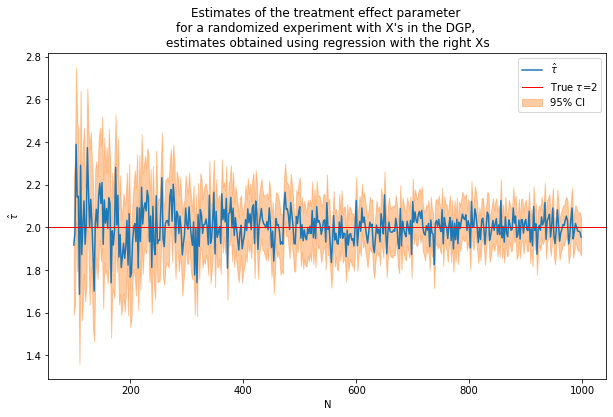 Estimates of the treatment effect parameter
for a randomized experiment with X's in the DGP,
estimates obtained using regression with the right Xs
2.8
2.6
2.4
2.2
2.0
1.8
1.6
1.4
τ̂
200
400
600
800
1000
N
τ̂
True τ=2
95% CI